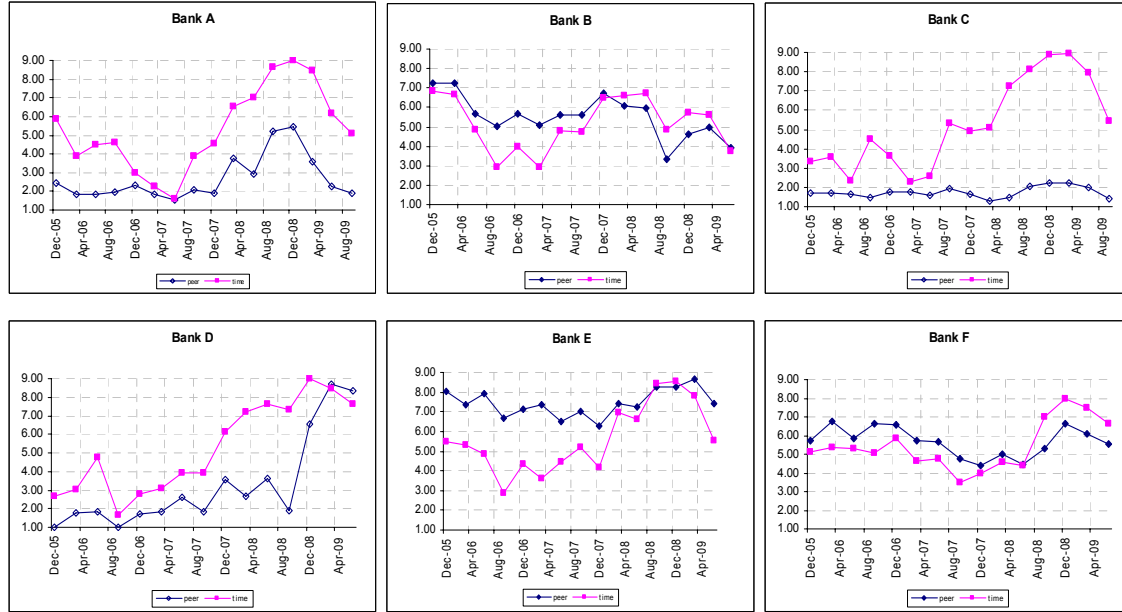 Bank A
9.00
8.00
7.00
6.00
5.00
4.00
3.00
2.00
1.00
Dec-05
Apr-06
Aug-06
Dec-06
Apr-07
Aug-07
Dec-07
Apr-08
Aug-08
Dec-08
Apr-09
Aug-09
peer time
Bank B
9.00
8.00
7.00
6.00
5.00
4.00
3.00
2.00
1.00
Dec-05
Apr-06
Aug-06
Dec-06
Apr-07
Aug-07
Dec-07
Apr-08
Aug-08
Dec-08
Apr-09
peer time
Bank C
9.00
8.00
7.00
6.00
5.00
4.00
3.00
2.00
1.00
Dec-05
Apr-06
Aug-06
Dec-06
Apr-07
Aug-07
Dec-07
Apr-08
Aug-08
Dec-08
Apr-09
Aug-09
peer time
Bank D
9.00
8.00
7.00
6.00
5.00
4.00
3.00
2.00
1.00
Dec-05
Apr-06
Aug-06
Dec-06
Apr-07
Aug-07
Dec-07
Apr-08
Aug-08
Dec-08
Apr-09
peer time
Bank E
9.00
8.00
7.00
6.00
5.00
4.00
3.00
2.00
1.00
Dec-05
Apr-06
Aug-06
Dec-06
Apr-07
Aug-07
Dec-07
Apr-08
Aug-08
Dec-08
Apr-09
peer time
Bank F
9.00
8.00
7.00
6.00
5.00
4.00
3.00
2.00
1.00
Dec-05
Apr-06
Aug-06
Dec-06
Apr-07
Aug-07
Dec-07
Apr-08
Aug-08
Dec-08
Apr-09
peer time